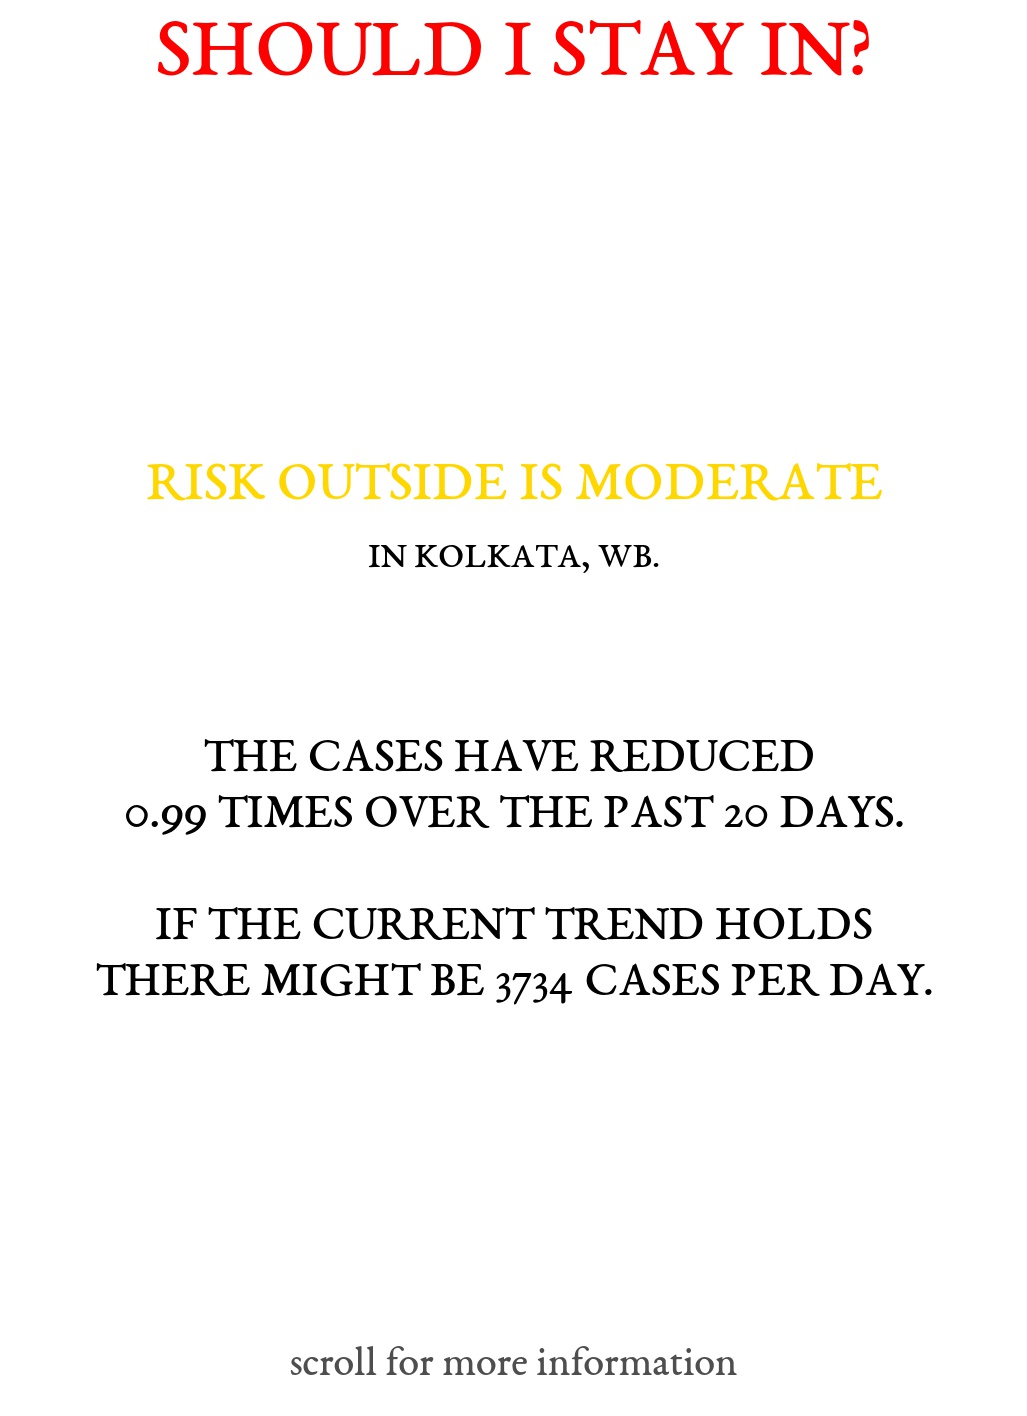 SHOULD I STAY IN?
RISK OUTSIDE IS MODERATE
IN KOLKATA, WB.
THE CASES HAVE REDUCED
0.99 TIMES OVER THE PAST 20 DAYS.
IF THE CURRENT TREND HOLDS
THERE MIGHT BE 3734 CASES PER DAY.
scroll for more information